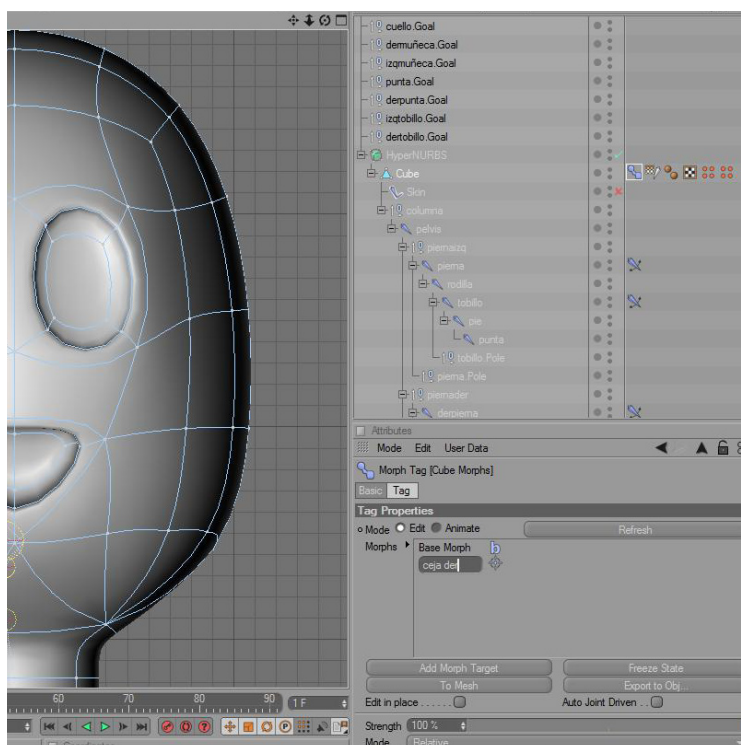 cuello.Goal
dermuñeca.Goal
izqmuñeca.Goal
punta.Goal
derpunta.Goal
izqtobillo.Goal
dertobillo.Goal
HyperNURBS
Cube
Skin
columna
pelvis
piernaizq
pierna
rodilla
tobillo
pie
punta
tobillo.Pole
pierna.Pole
piernader
derpierna
Attributes
Mode Edit User Data
Morph Tag [Cube Morphs]
Basic Tag
Tag Properties
Mode Edit Animate Refresh
Morphs Base Morph b
ceja der
Add Morph Target Freeze State
To Mesh Export to Obj...
Edit in place . . . . . Auto Joint Driven . .
60 70 80 90 1 F
Strength 100 %
Mode Relative
Coordinates